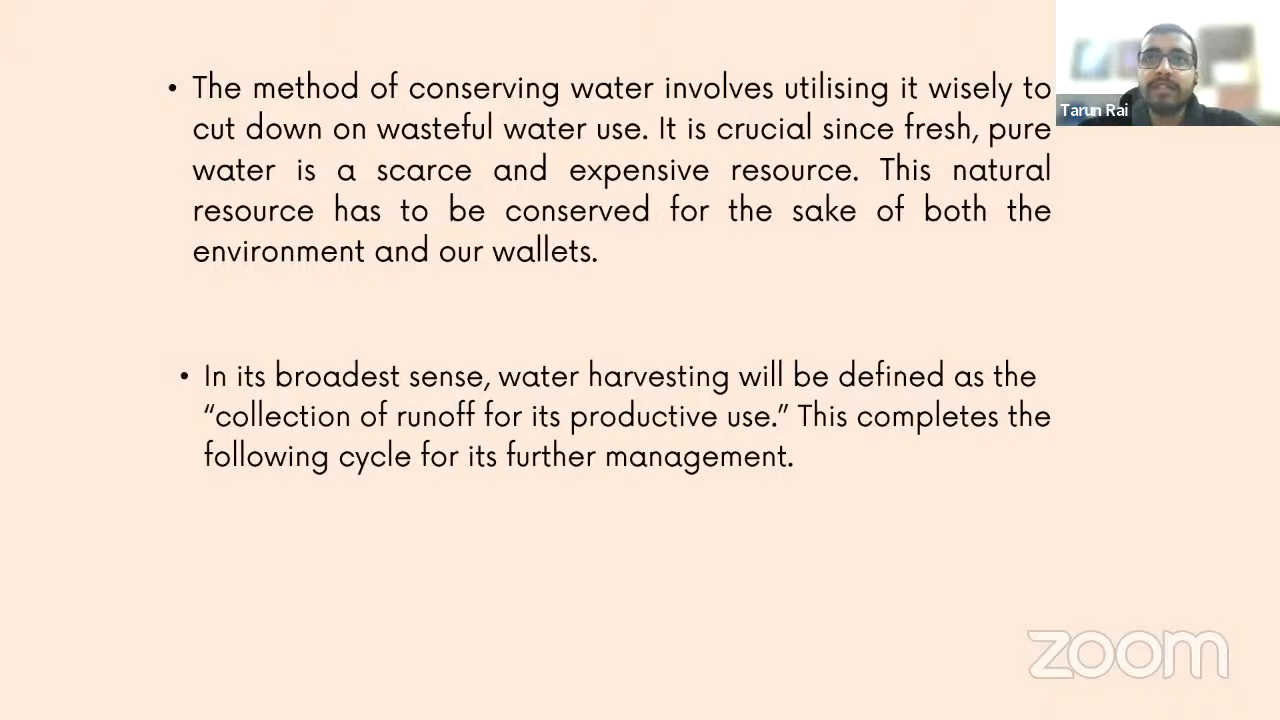 • The method of conserving water involves utilising it wisely to
cut down on wasteful water use. It is crucial since fresh, pure
water is a scarce and expensive resource. This natural
resource has to be conserved for the sake of both the
environment and our wallets.
• In its broadest sense, water harvesting will be defined as the
“collection of runoff for its productive use.” This completes the
following cycle for its further management.
Tarun Rai
zoom